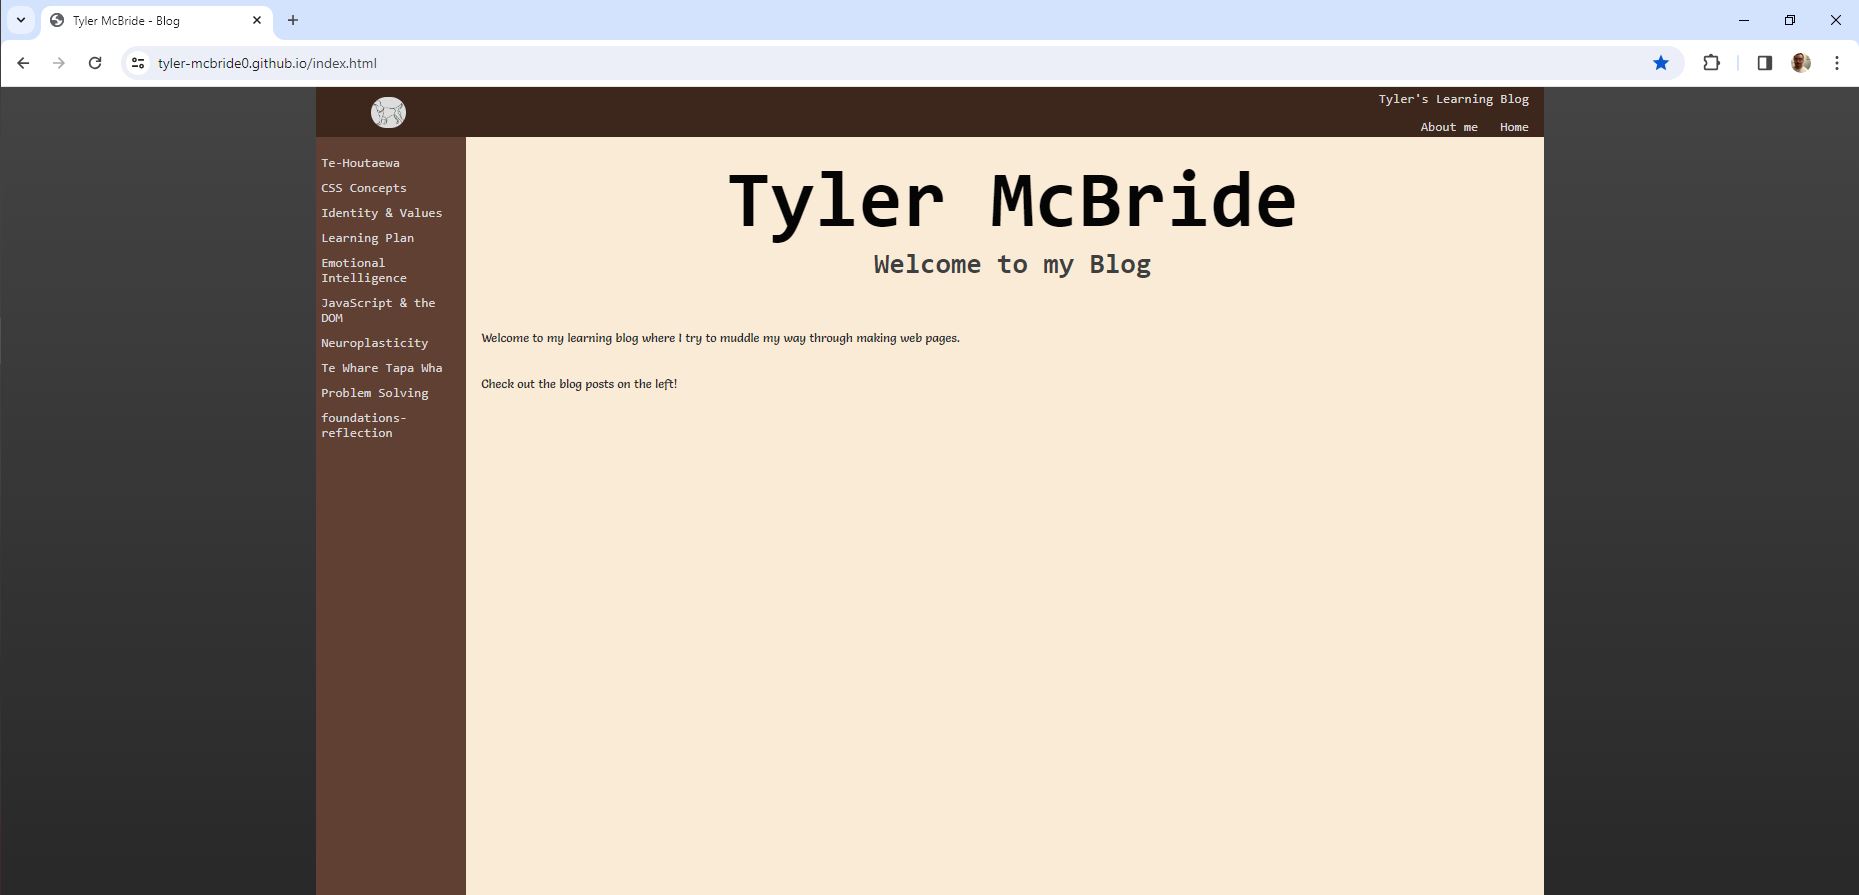 Tyler McBride - Blog
tyler-mcbride0.github.io/index.html
Tyler's Learning Blog
About me Home
Te-Houtaewa
CSS Concepts
Identity & Values
Learning Plan
Emotional
Intelligence
JavaScript & the
DOM
Neuroplasticity
Te Whare Tapa Wha
Problem Solving
foundations-
reflection
Tyler McBride
Welcome to my Blog
Welcome to my learning blog where I try to muddle my way through making web pages.
Check out the blog posts on the left!